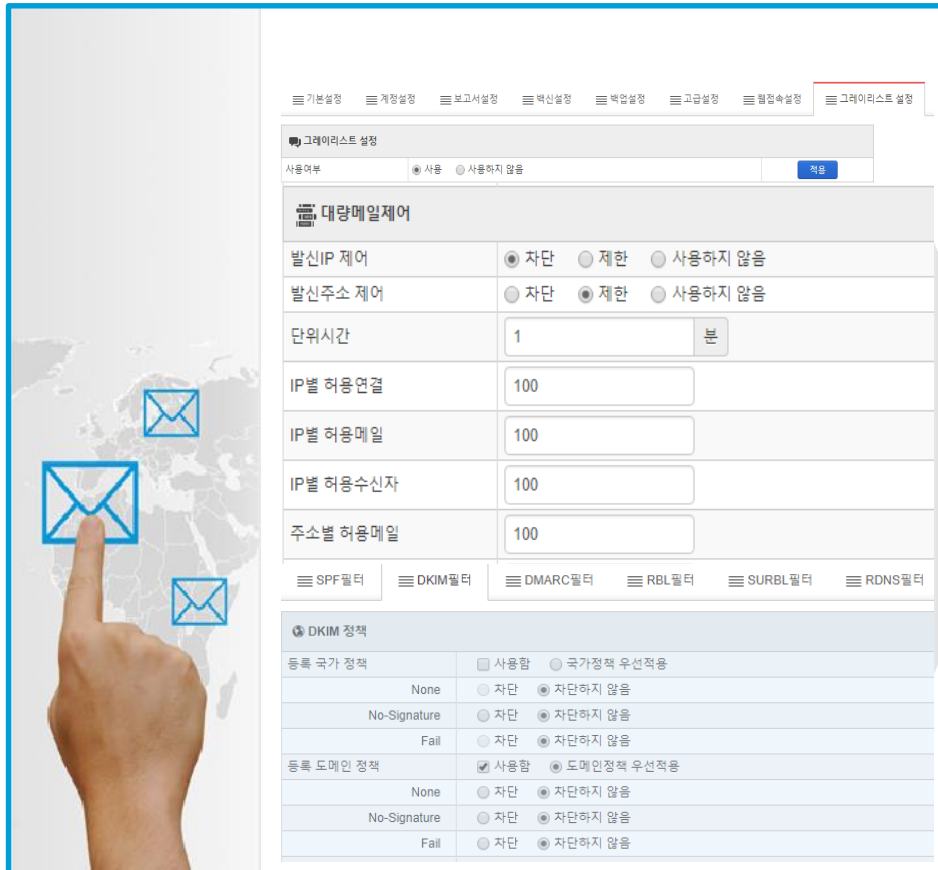 기본설정 계정설정 보고서설정 백신설정 백업설정 고급설정 웹접속설정 그레이리스트 설정
그레이리스트 설정
사용여부 사용 사용하지 않음 적용
대량메일제어
발신IP 제어 차단 제한 사용하지 않음
발신주소 제어 차단 제한 사용하지 않음
단위시간 1 분
IP별 허용연결 100
IP별 허용메일 100
IP별 허용수신자 100
주소별 허용메일 100
SPF필터 DKIM필터 DMARC필터 RBL필터 SURBL필터 RDNS필터
DKIM 정책
등록 국가 정책 사용함 국가정책 우선적용
None 차단 차단하지 않음
No-Signature 차단 차단하지 않음
Fail 차단 차단하지 않음
등록 도메인 정책 사용함 도메인정책 우선적용
None 차단 차단하지 않음
No-Signature 차단 차단하지 않음
Fail 차단 차단하지 않음